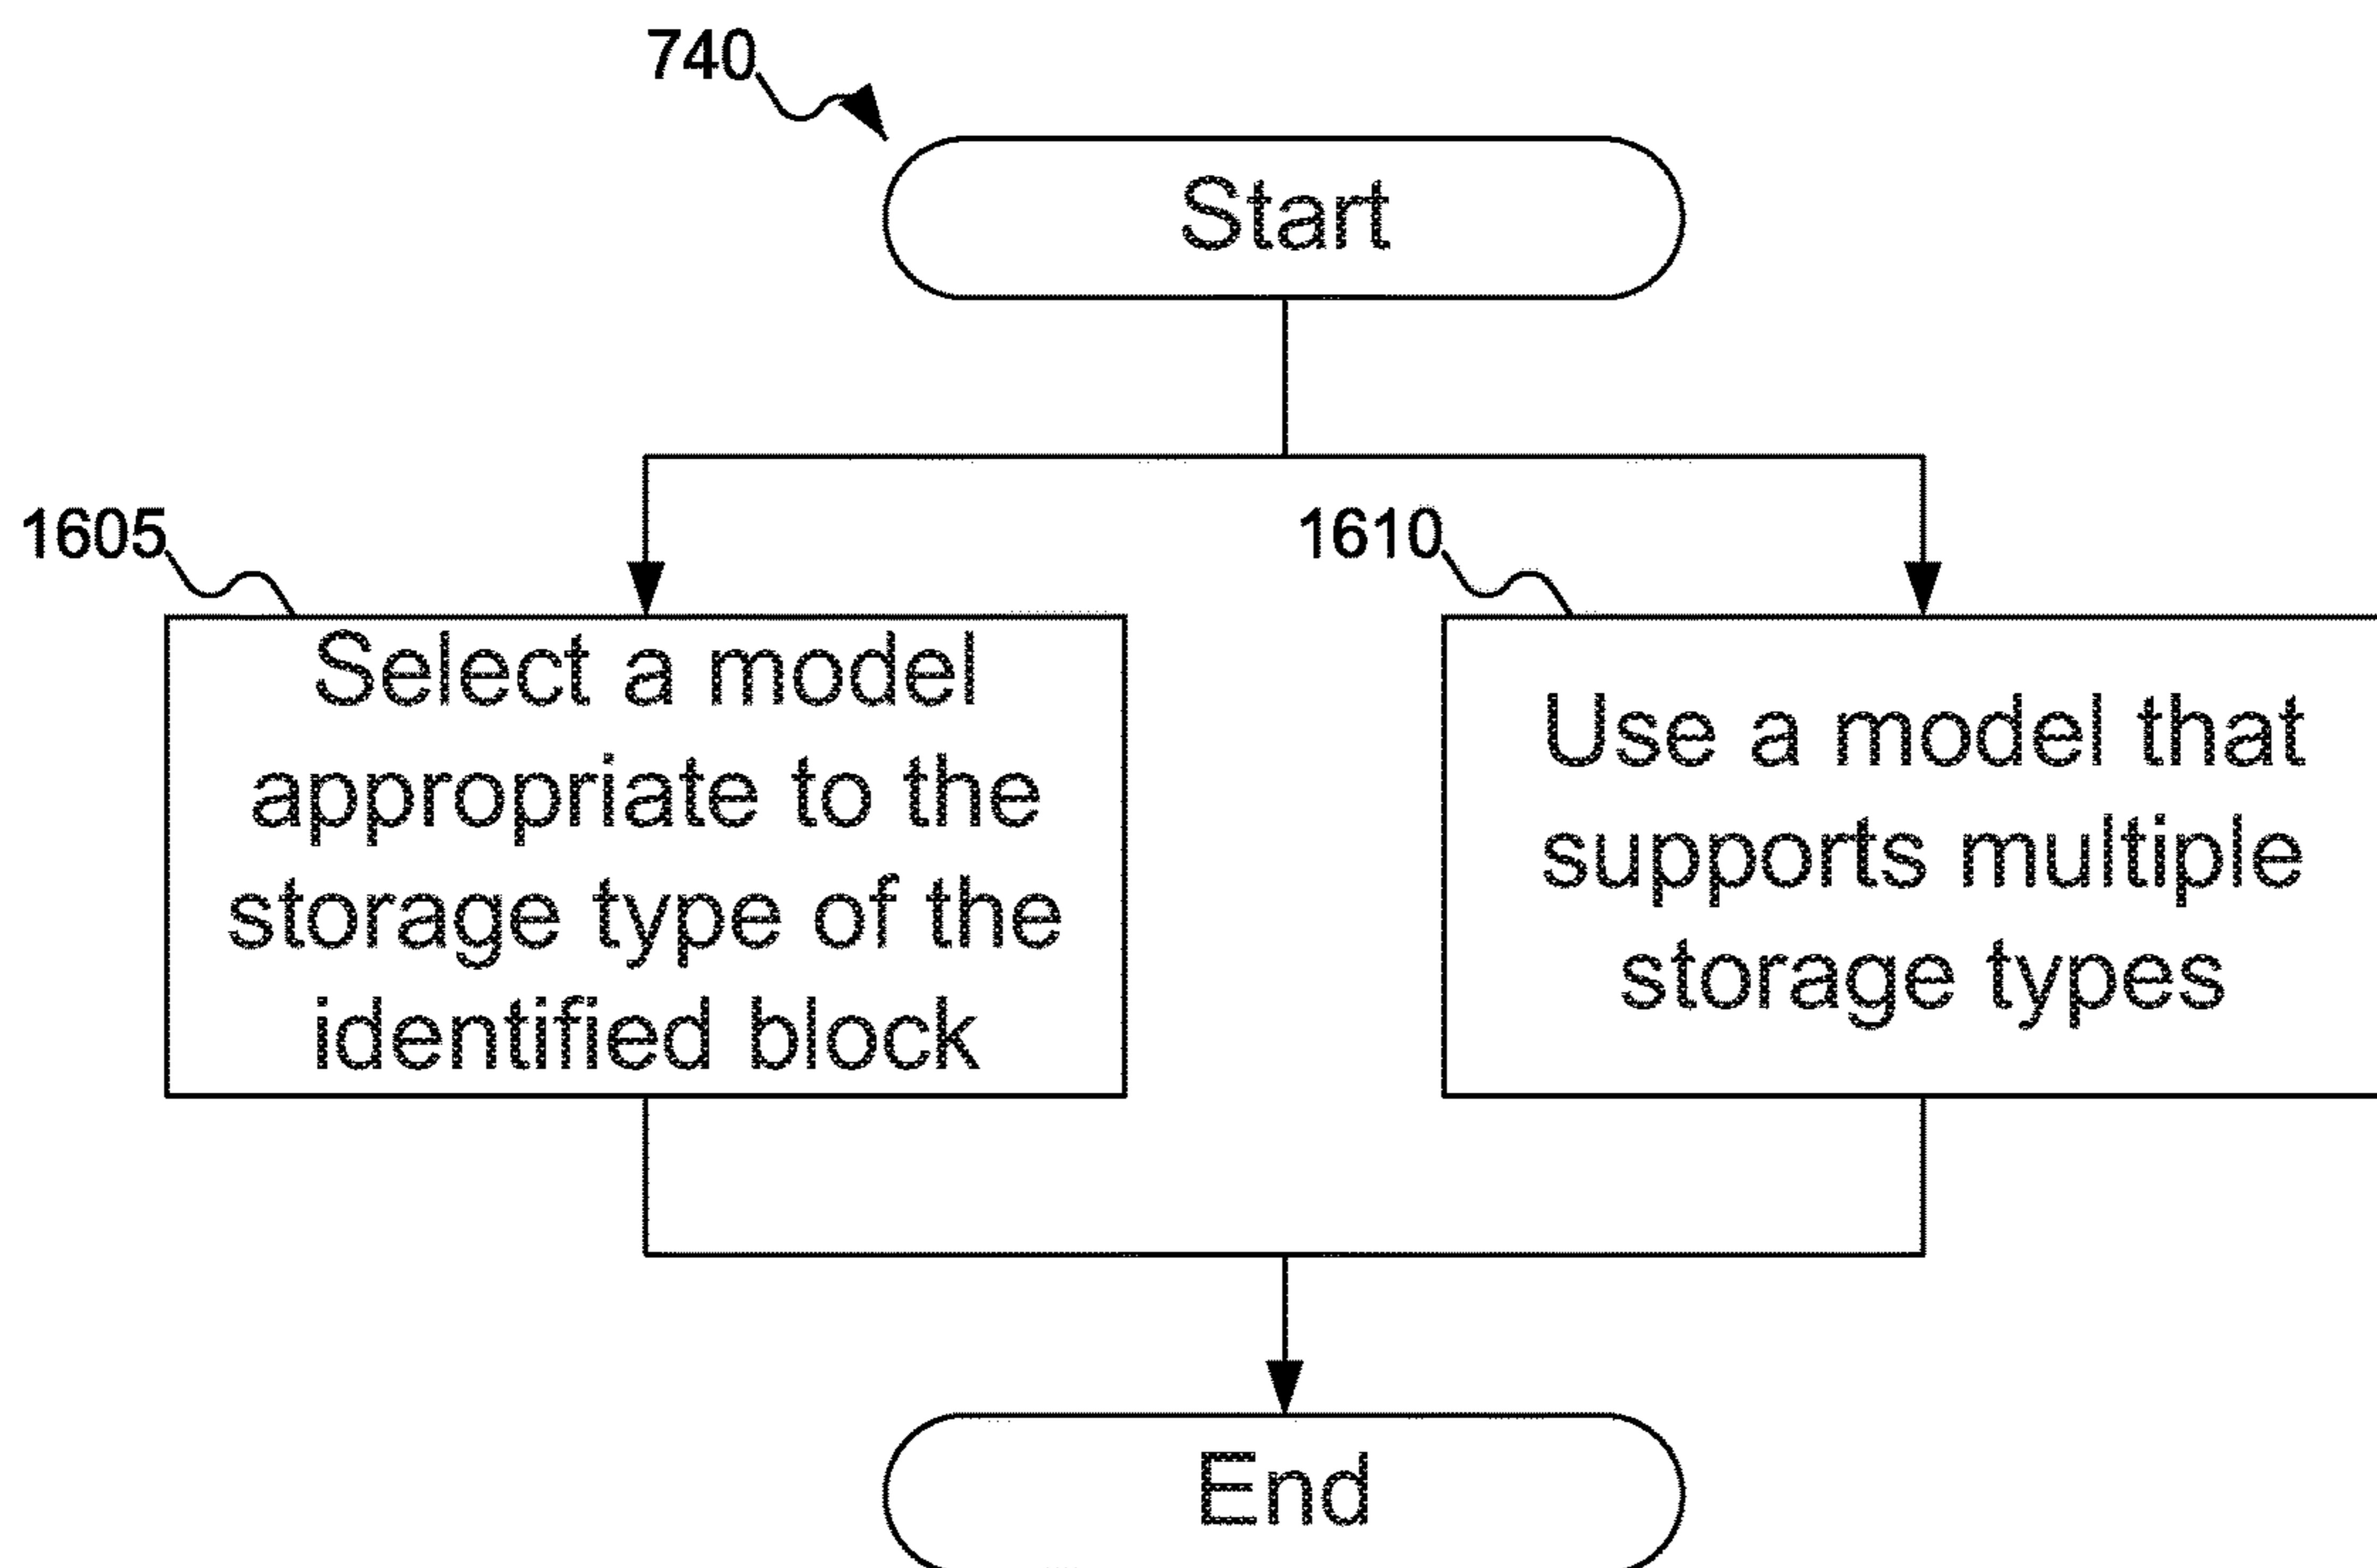 740
Start
1605
1610
Select a model
appropriate to the
storage type of the
identified block
Use a model that
supports multiple
storage types
End